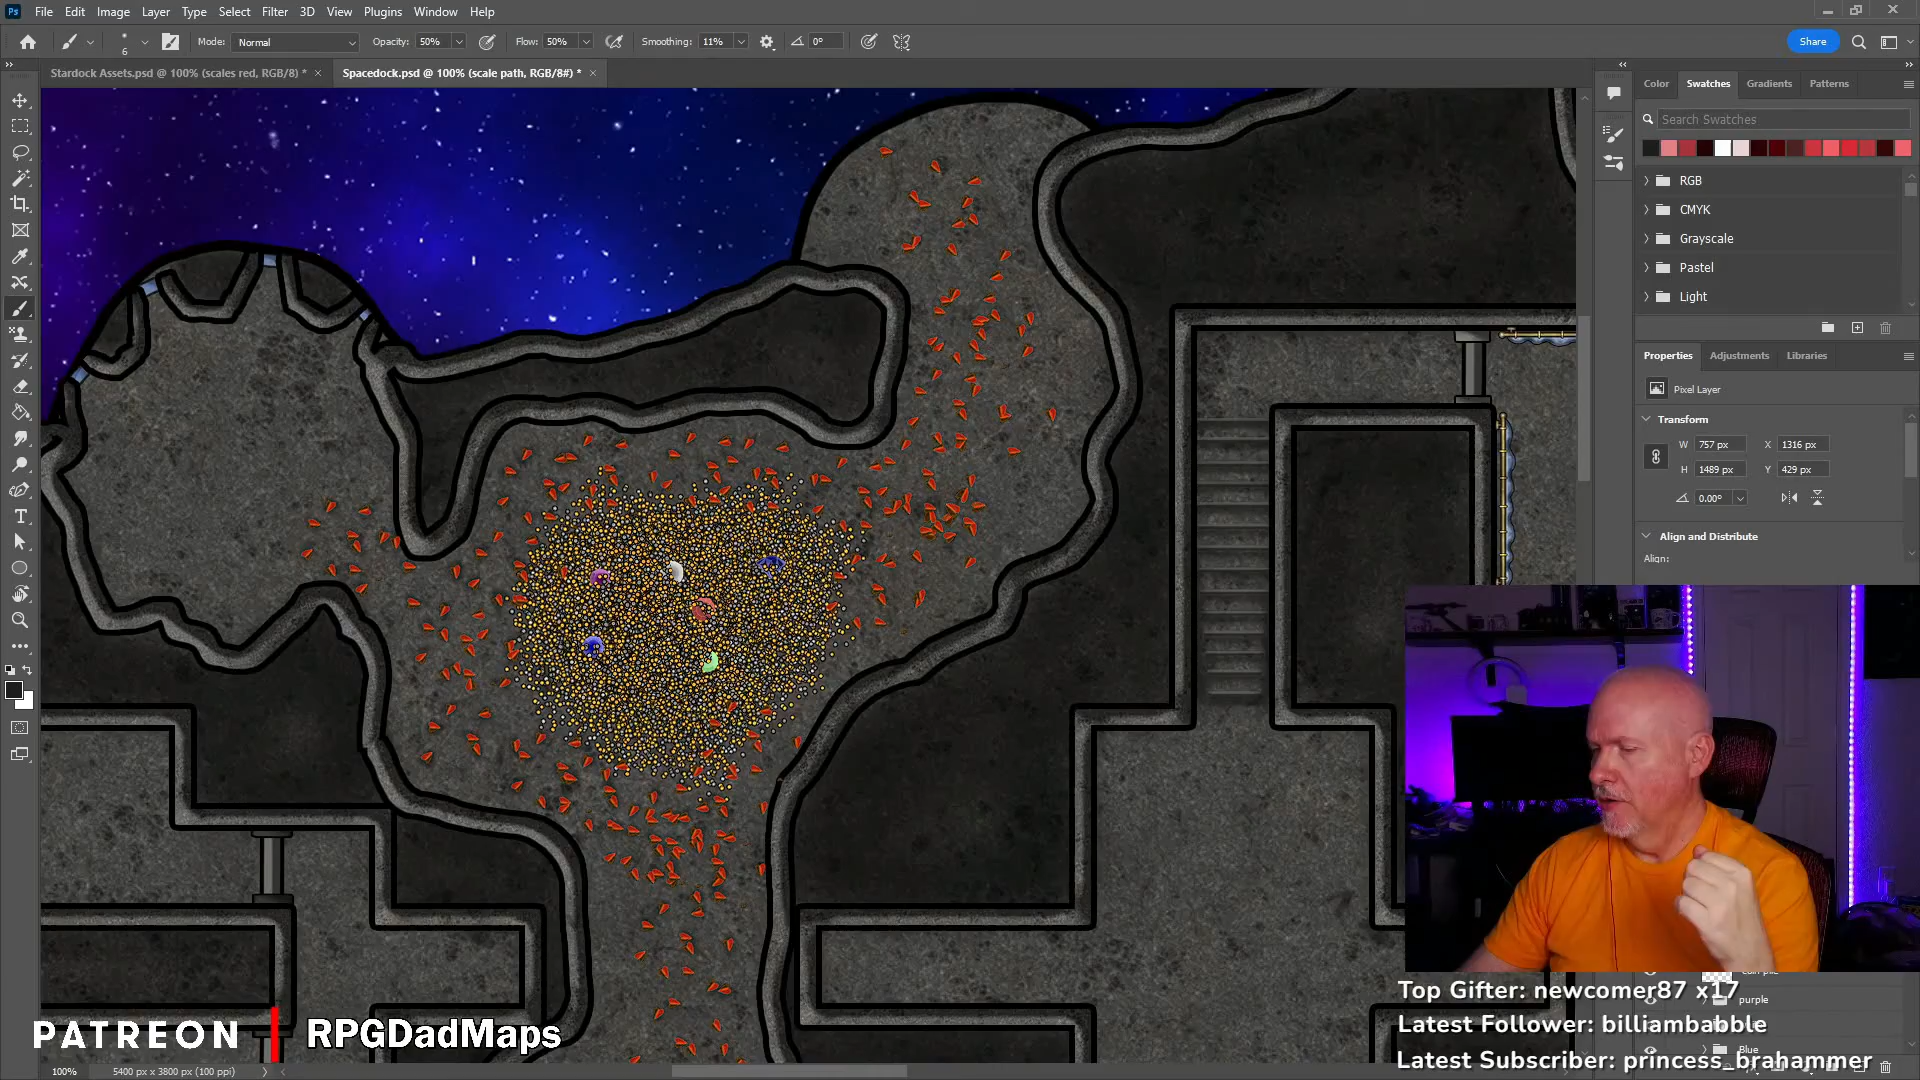 Ps File Edit Image Layer Type Select Filter 3D View Plugins Window Help
6 Mode: Normal Opacity: 50% Flow: 50% Smoothing: 11% 0° Share
Stardock Assets.psd @ 100% (scales red, RGB/8) * × Spacedock.psd @ 100% (scale path, RGB/8#) * ×
Color Swatches Gradients Patterns
Search Swatches
RGB
CMYK
Grayscale
Pastel
Light
Properties Adjustments Libraries
Pixel Layer
Transform
W 757 px X 1316 px
H 1489 px Y 429 px
0.00°
Align and Distribute
Align:
Top Gifter: newcomer87 x17
purple
Latest Follower: billiambabble
Blue
Latest Subscriber: princess_brahammer
PATREON RPGDadMaps
100% 5400 px x 3800 px (100 ppi)